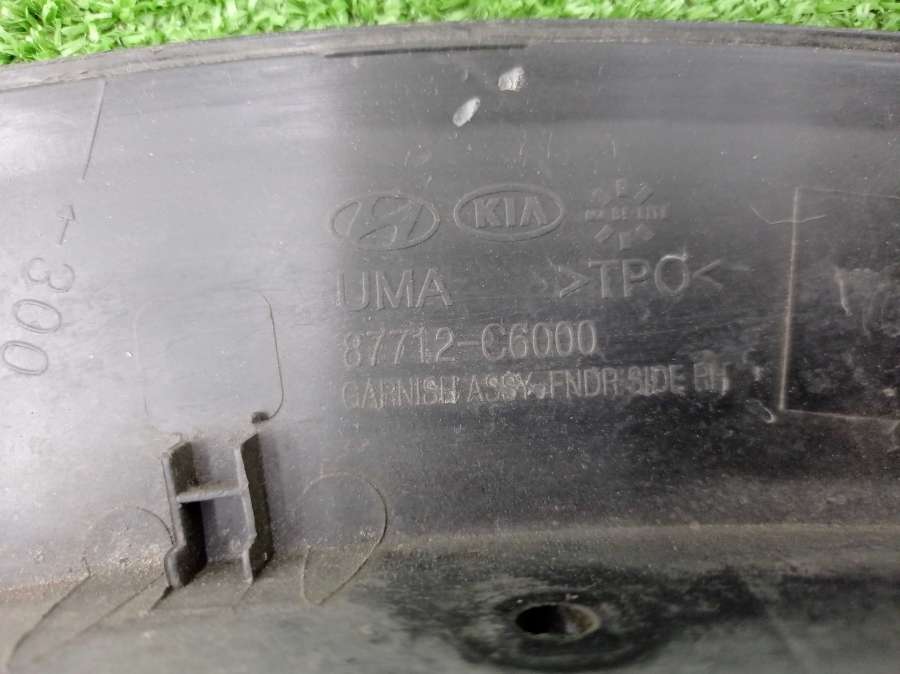 KIA
UMA >TPO<
87712-C6000
GARNISH ASSY-FNDR SIDE RH
→300